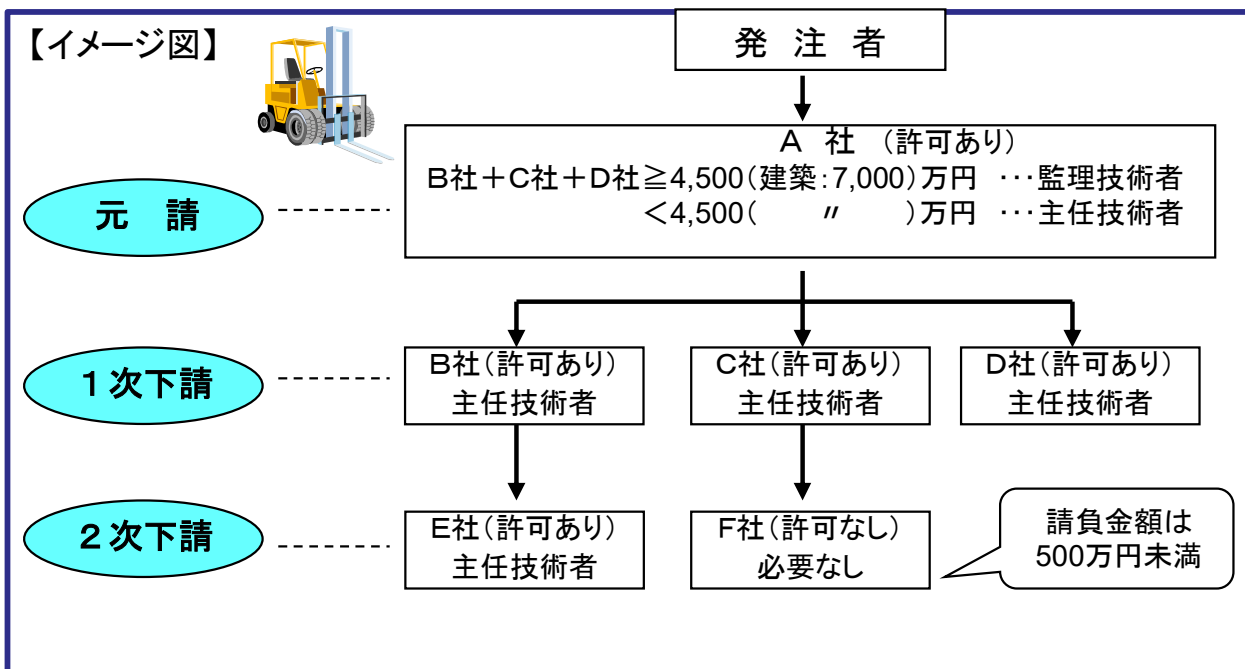 【イメージ図】
発 注 者
A 社 (許可あり)
B社+C社+D社≧4,500(建築:7,000)万円 …監理技術者
<4,500( 〃 )万円 …主任技術者
元 請
1次下請
B社(許可あり)
主任技術者
C社(許可あり)
主任技術者
D社(許可あり)
主任技術者
2次下請
E社(許可あり)
主任技術者
F社(許可なし)
必要なし
請負金額は
500万円未満